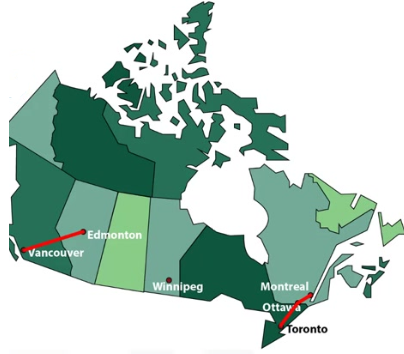 Edmonton
Vancouver
Winnipeg
Montreal
Ottawa
Toronto